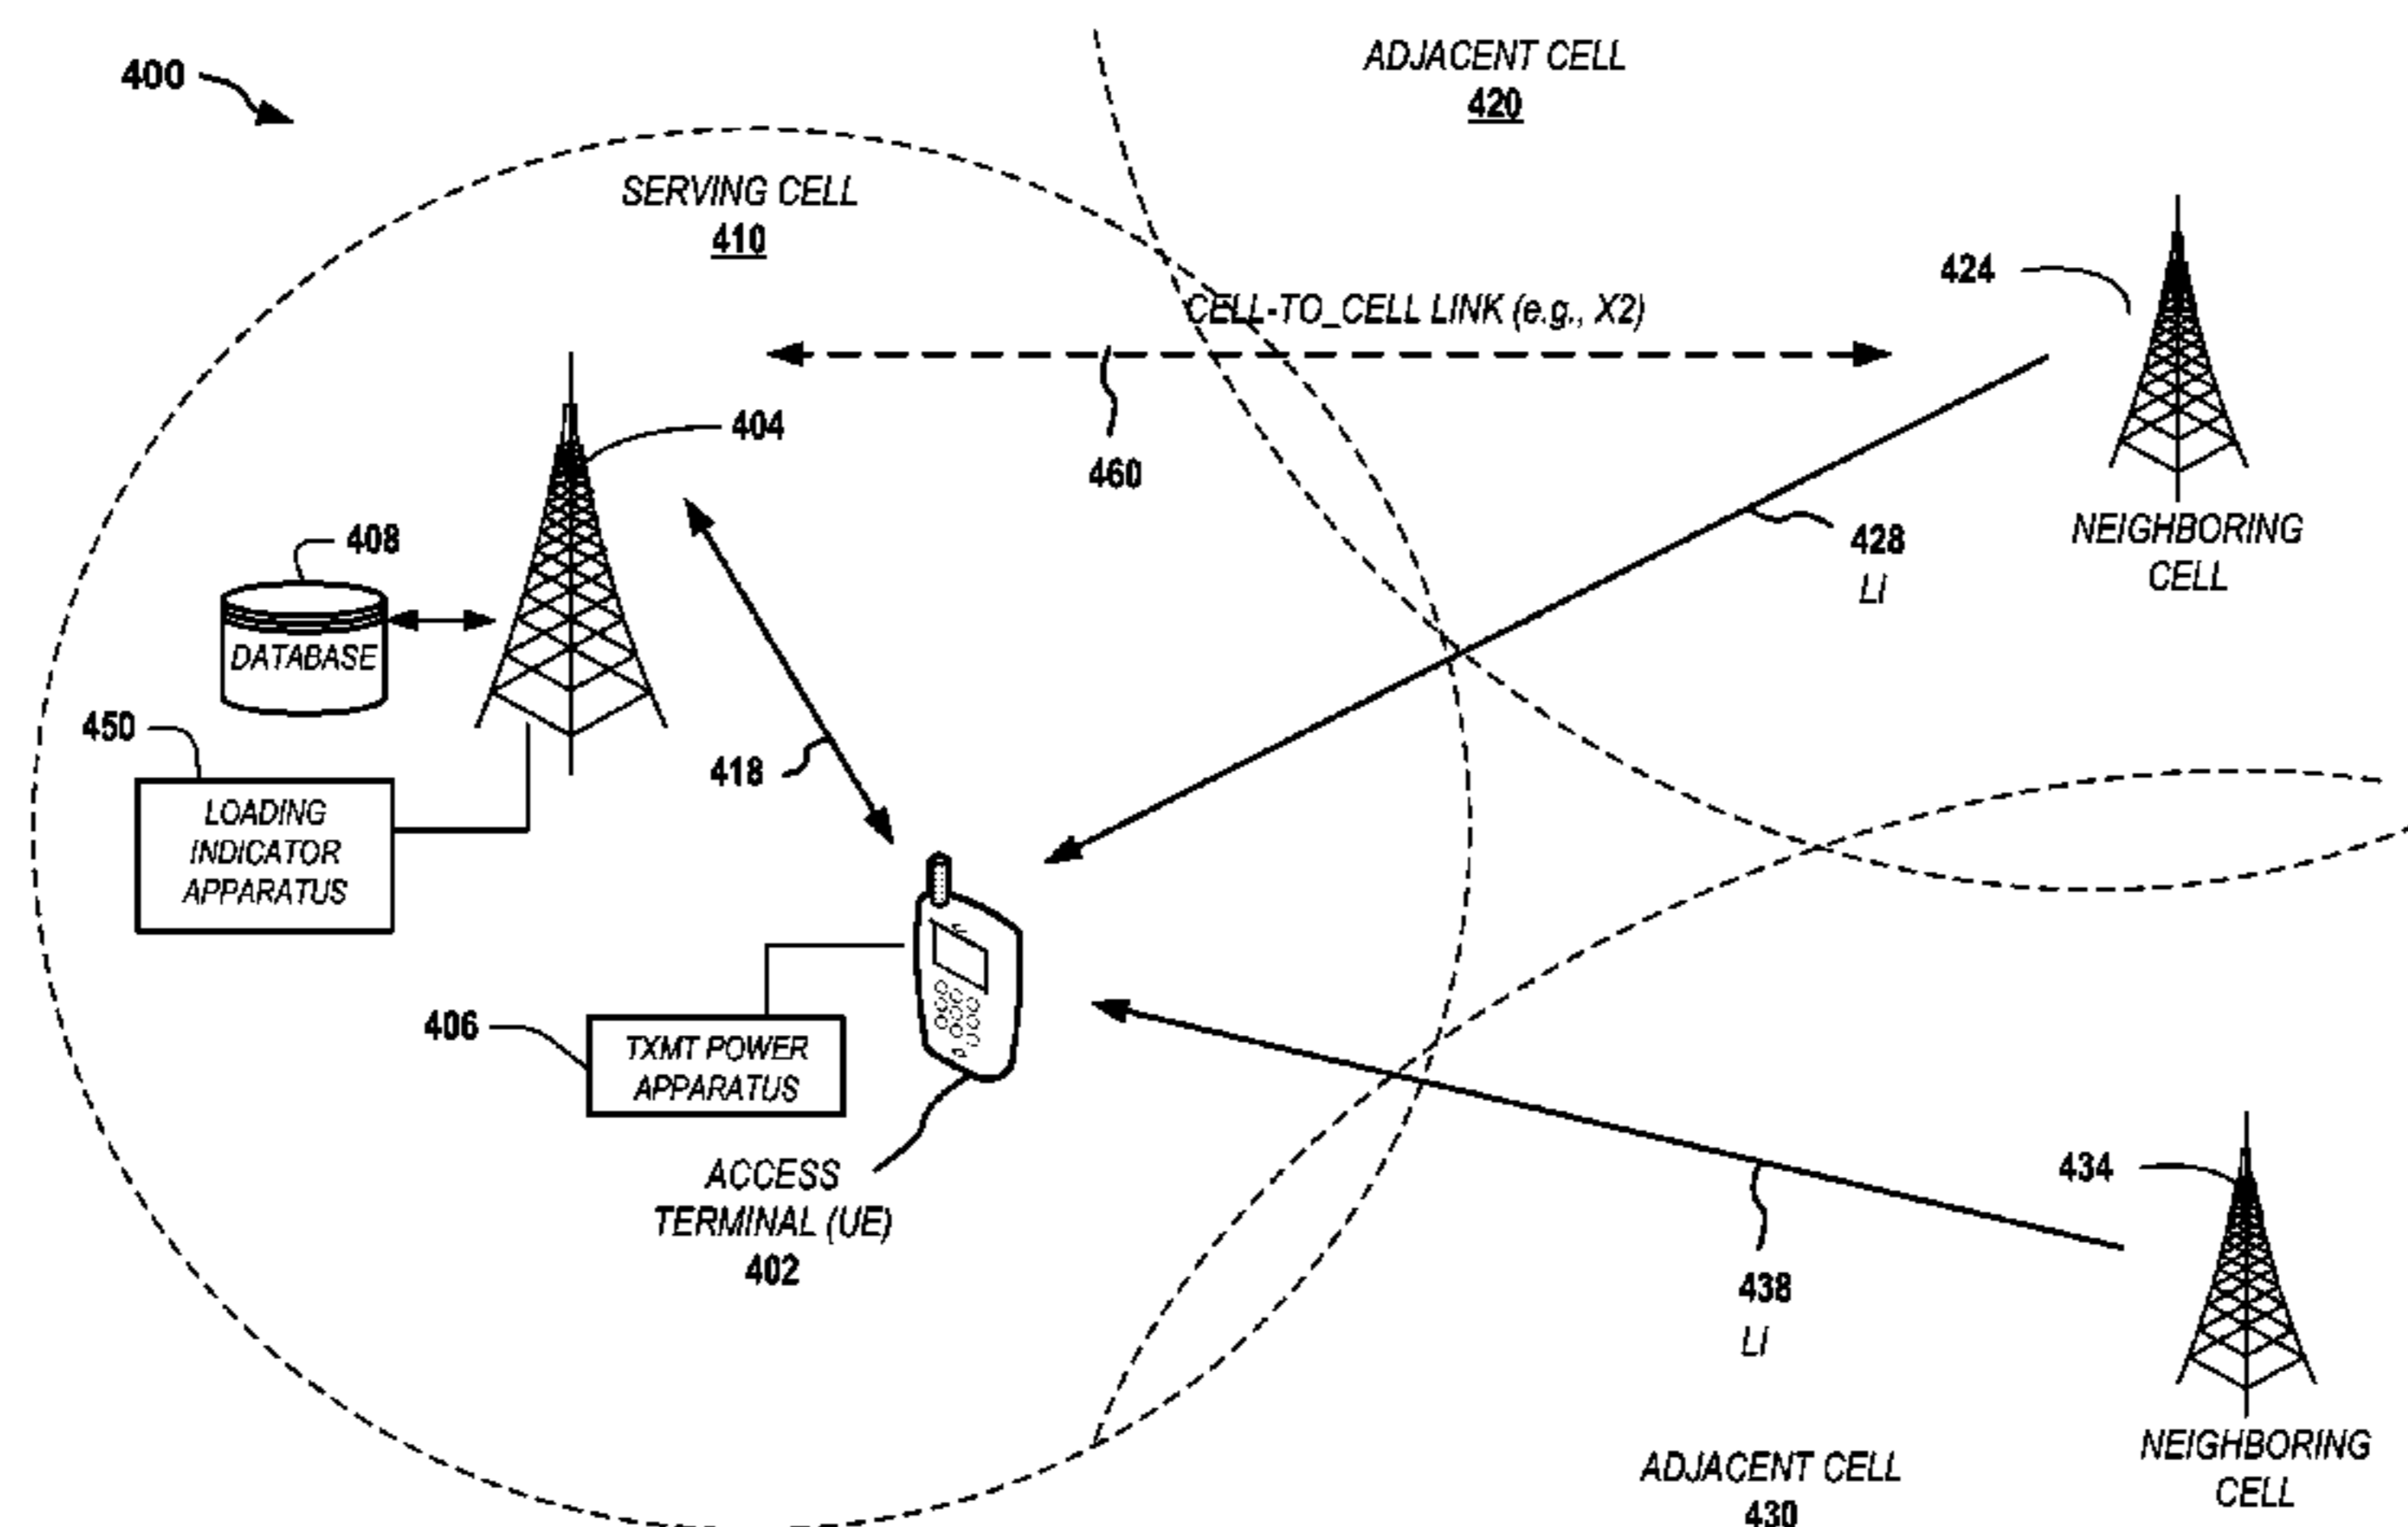 400
ADJACENT CELL
420
SERVING CELL
410
424
CELL-TO_CELL LINK (e.g., X2)
404
460
408
428
LI
NEIGHBORING
CELL
DATABASE
450
418
LOADING
INDICATOR
APPARATUS
406
TXMT POWER
APPARATUS
ACCESS
TERMINAL (UE)
402
434
438
LI
ADJACENT CELL
430
NEIGHBORING
CELL